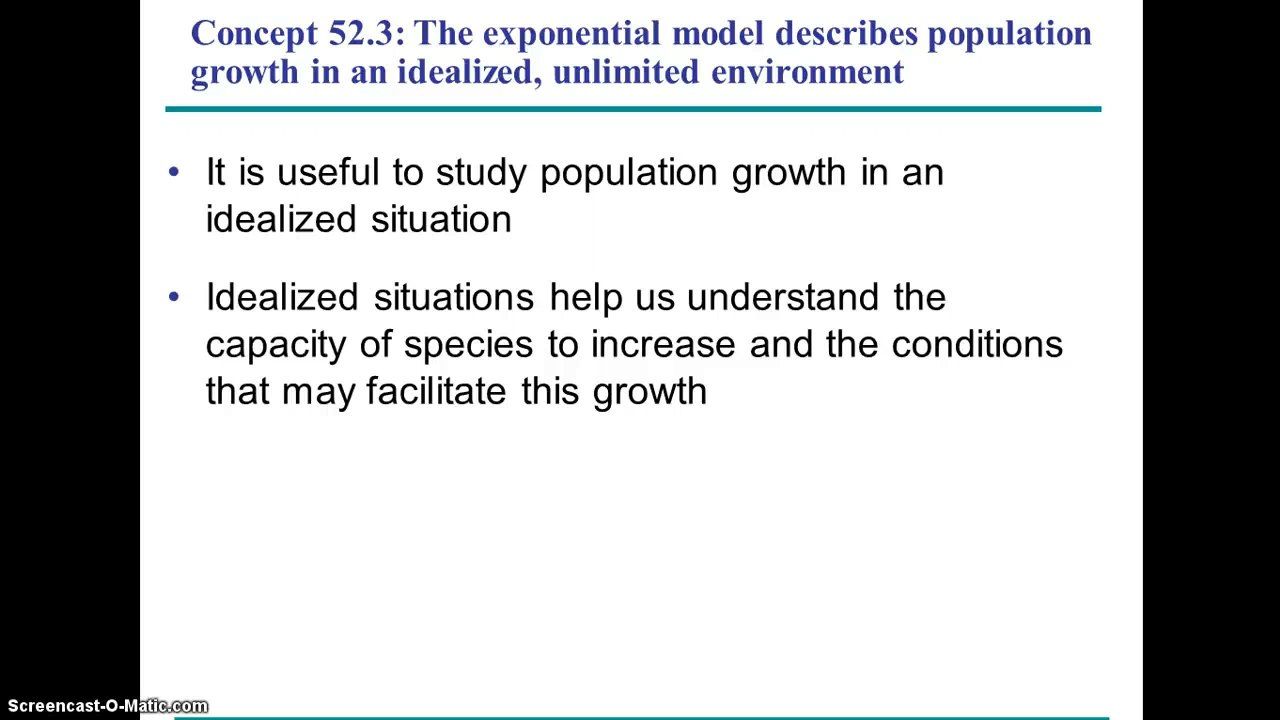 Concept 52.3: The exponential model describes population
growth in an idealized, unlimited environment
• It is useful to study population growth in an
idealized situation
• Idealized situations help us understand the
capacity of species to increase and the conditions
that may facilitate this growth
Screencast-O-Matic.com